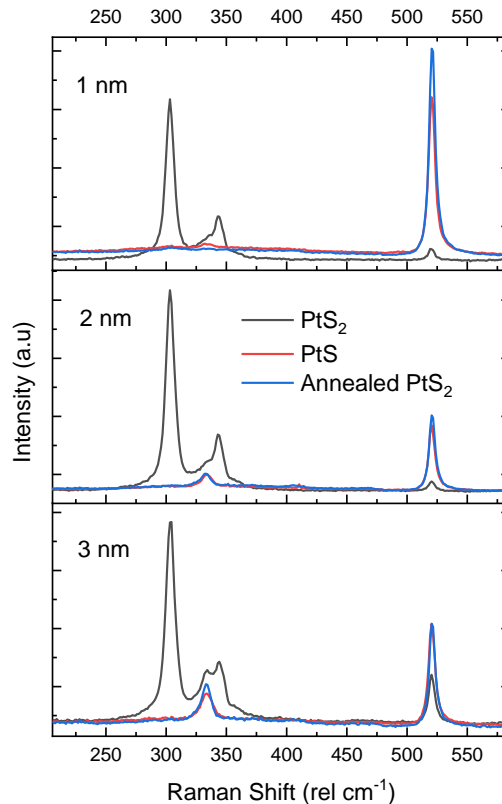 200 250 300 350 400 450 500 550
1 nm
2 nm
PtS₂
PtS
Annealed PtS₂
3 nm
Intensity (a.u)
250 300 350 400 450 500 550
Raman Shift (rel cm⁻¹)